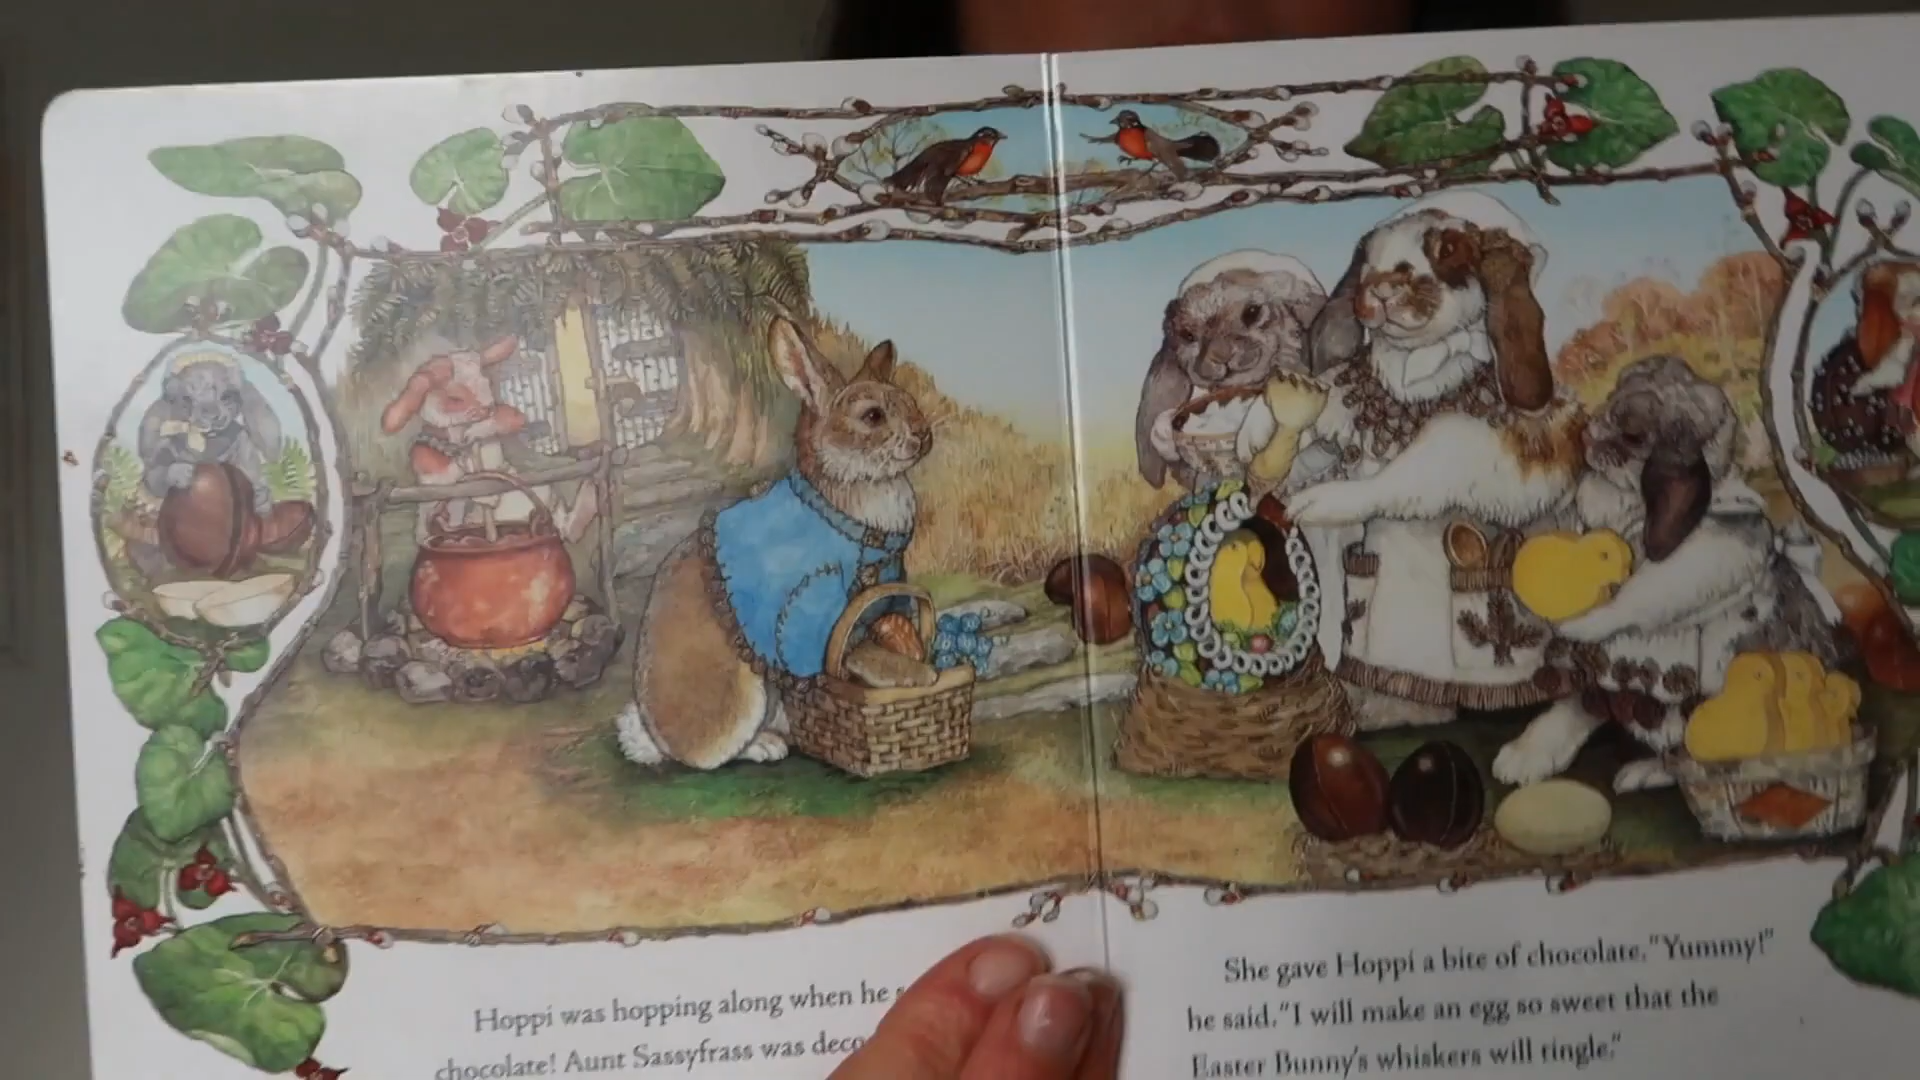 Hoppi was hopping along when he
chocolate! Aunt Sassyfrass was
She gave Hoppi a bite of chocolate. "Yummy!"
he said. "I will make an egg so sweet that the
Easter Bunny's whiskers will tingle."